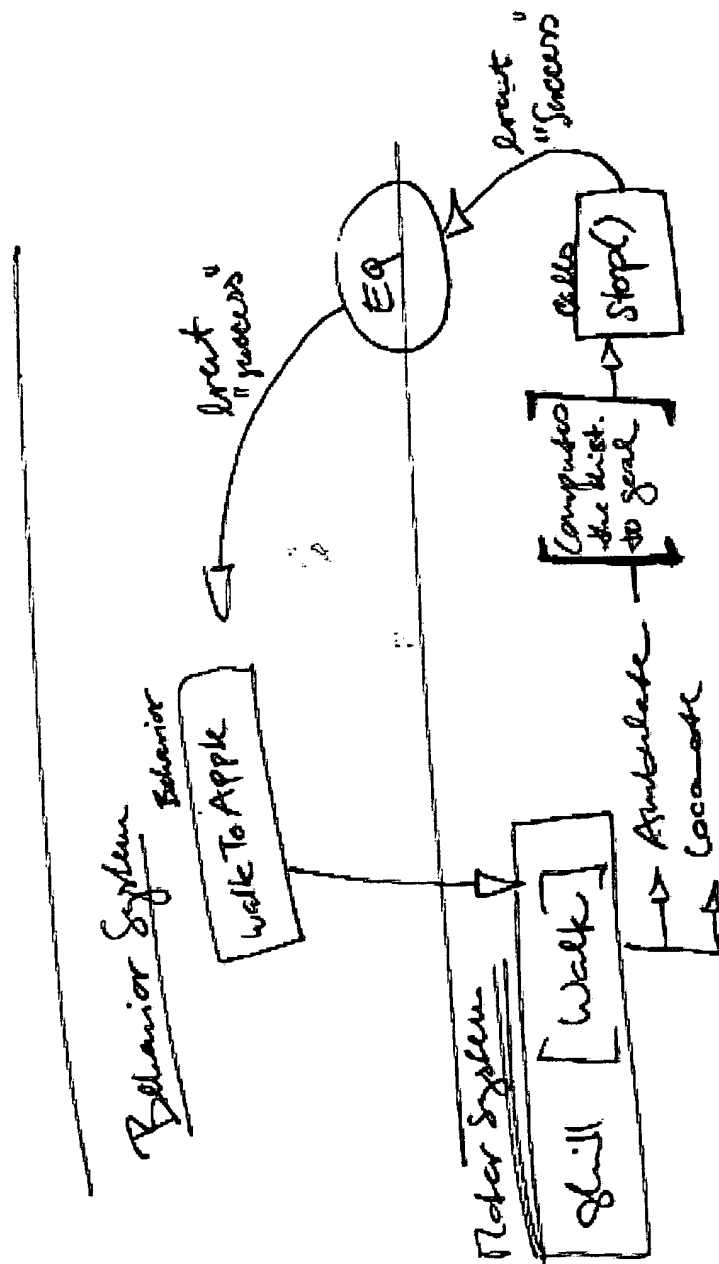 Behavior System
Behavior
Walk To Apple
event
"success"
EQ
event
"Success"
Motor System
Skill [Walk]
Ambulate
Locomote
[Computes
the dist.
to goal]
Calls
Stop()